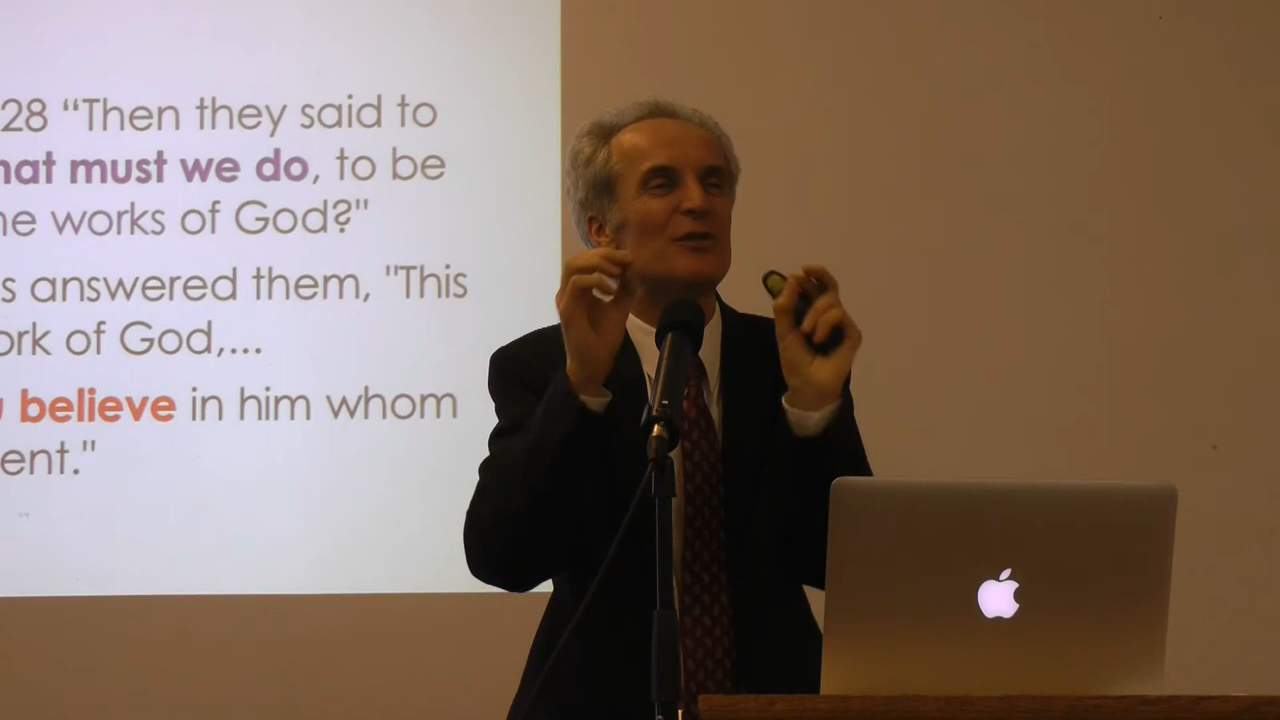 28 “Then they said to
hat must we do, to be
he works of God?"
s answered them, "This
ork of God,...
u believe in him whom
ent."